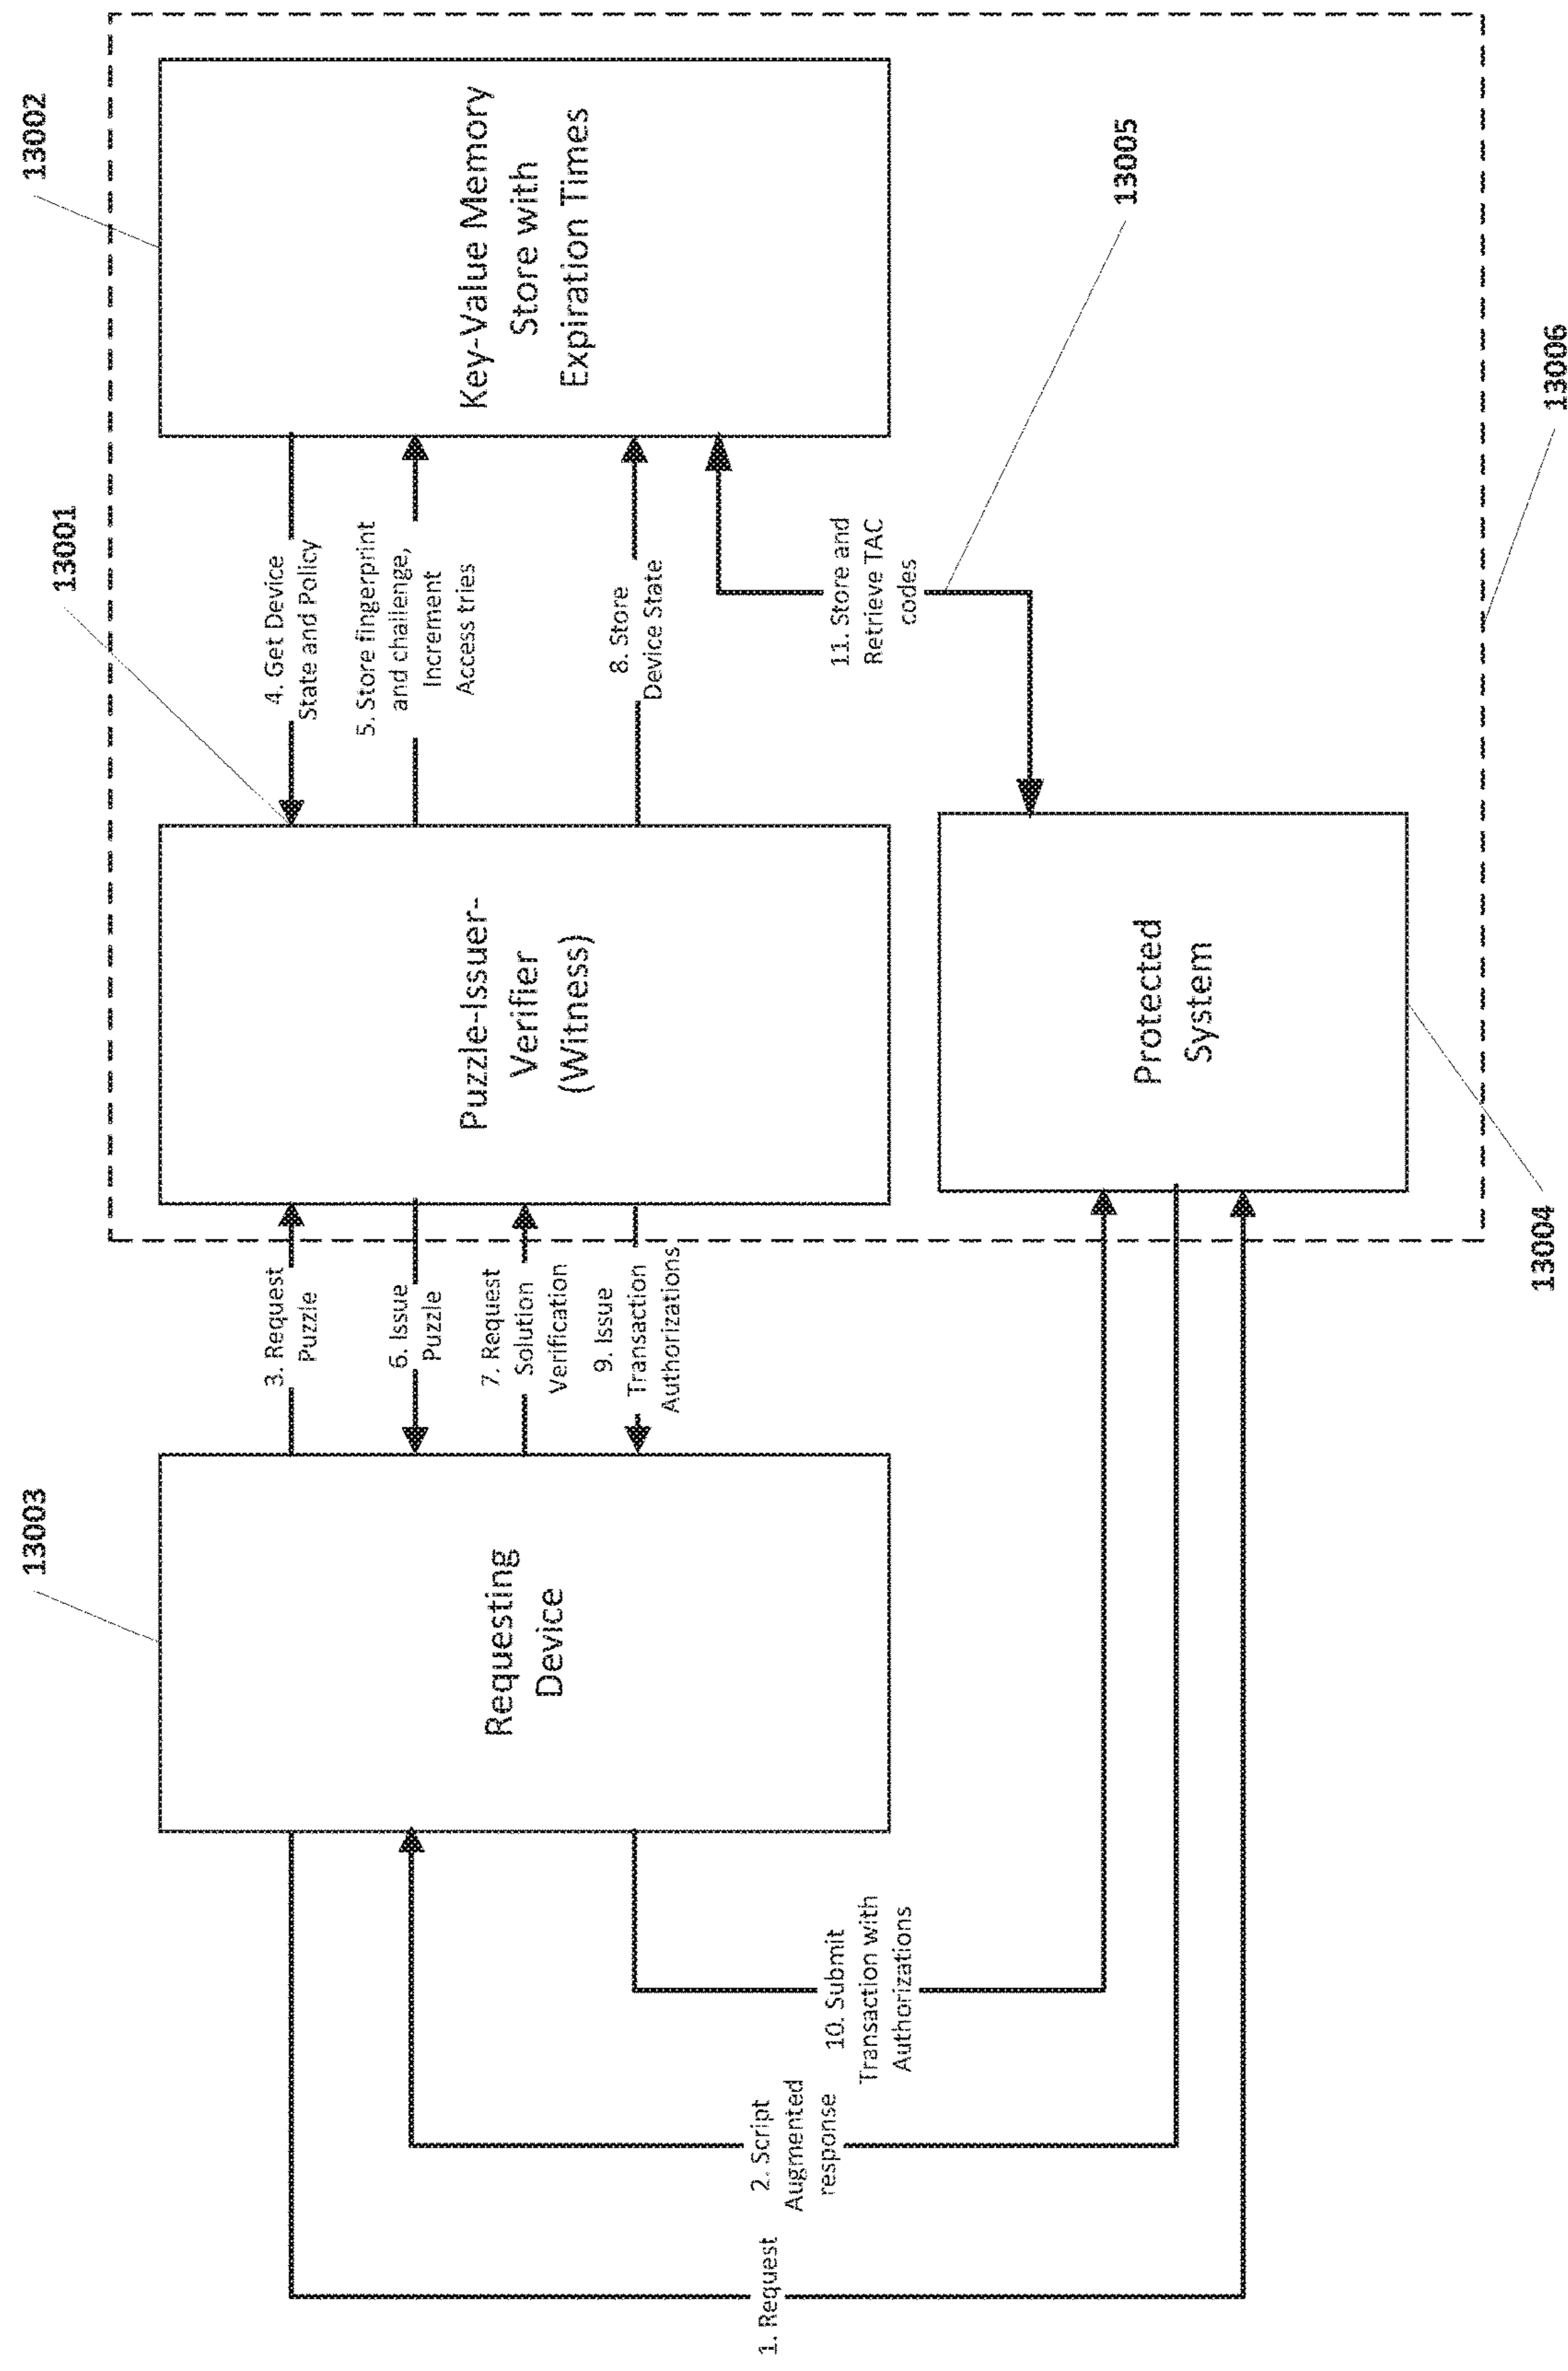 13003
13001
13002
1. Request
2. Script
Augmented
response
10. Submit
Transaction with
Authorizations
Requesting
Device
3. Request
Puzzle
6. Issue
Puzzle
7. Request
Solution
Verification
9. Issue
Transaction
Authorizations
Puzzle-Issuer-
Verifier
(Witness)
4. Get Device
State and Policy
5. Store fingerprint
and challenge,
Increment
Access tries
8. Store
Device State
Key-Value Memory
Store with
Expiration Times
11. Store and
Retrieve TAC
codes
Protected
System
13005
13004
13006